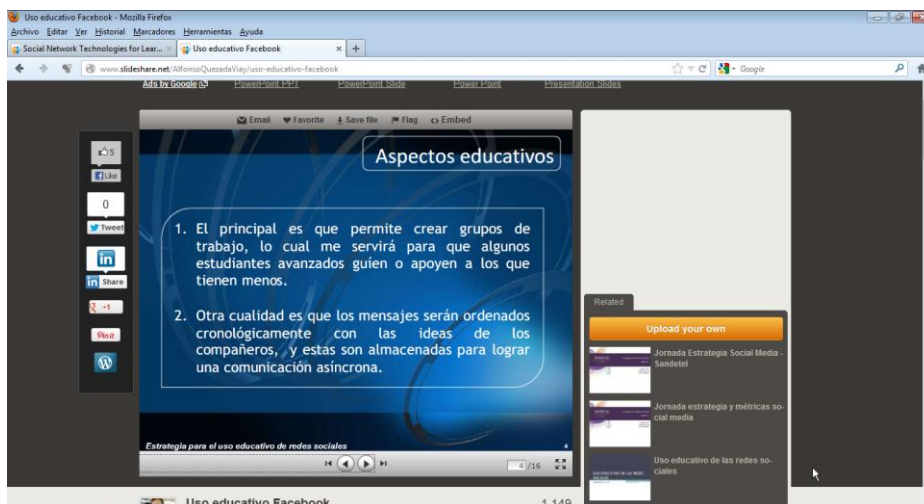 Uso educativo Facebook - Mozilla Firefox
Archivo Editar Ver Historial Marcadores Herramientas Ayuda
Social Network Technologies for Lear... × Uso educativo Facebook × +
www.slideshare.net/AlfonsoQuezadaViay/uso-educativo-facebook
Google
Ads by Google PowerPoint PPT PowerPoint Slide Power Point Presentation Slides
Email Favorite Save file Flag Embed
5
Like
0
Tweet
in
Share
+1
Pin it
Aspectos educativos
1. El principal es que permite crear grupos de
trabajo, lo cual me servirá para que algunos
estudiantes avanzados guíen o apoyen a los que
tienen menos.
2. Otra cualidad es que los mensajes serán ordenados
cronológicamente con las ideas de los
compañeros, y estas son almacenadas para lograr
una comunicación asíncrona.
Estrategia para el uso educativo de redes sociales 4
4 /16
Related
Upload your own
Jornada Estrategia Social Media -
Sandetel
Jornada estrategia y métricas so-
cial media
Uso educativo de las redes so-
ciales
Uso educativo Facebook 1,149